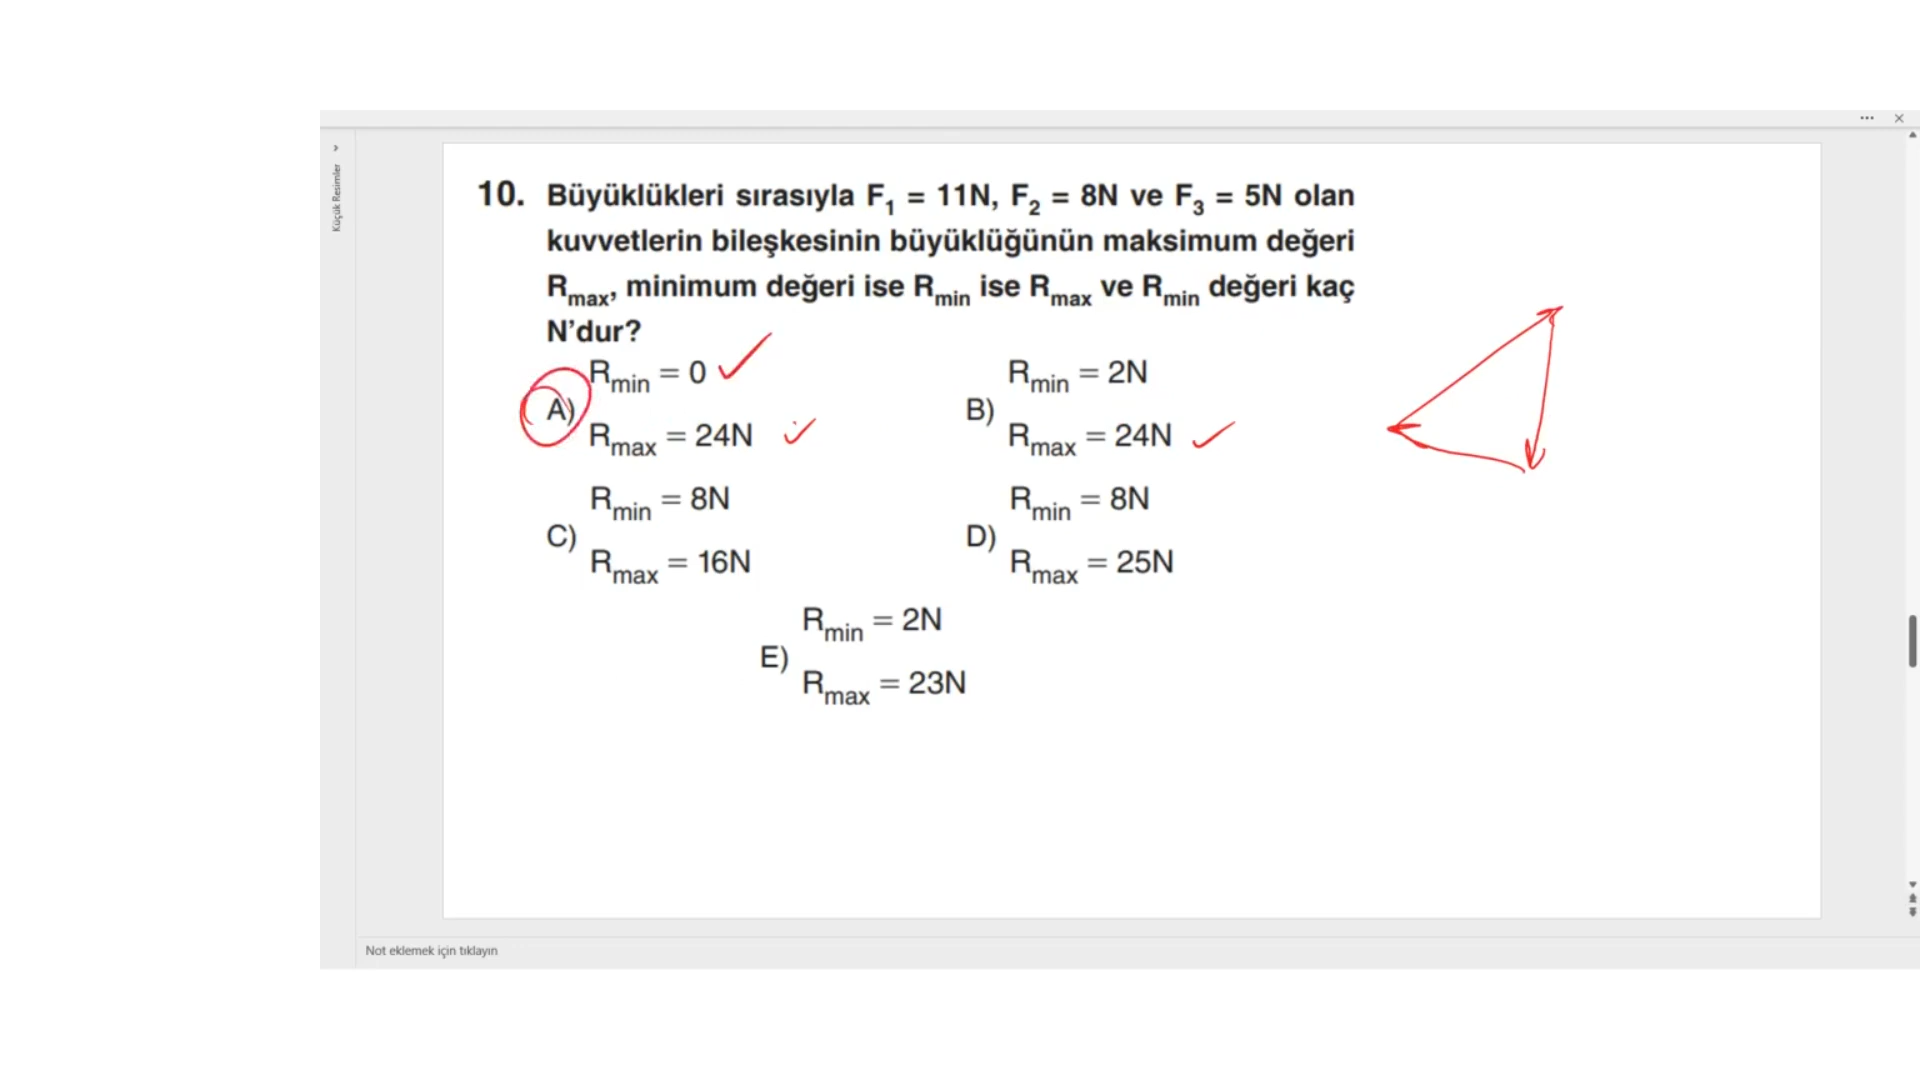 Küçük Resimler
10. Büyüklükleri sırasıyla F₁ = 11N, F₂ = 8N ve F₃ = 5N olan
kuvvetlerin bileşkesinin büyüklüğünün maksimum değeri
Rmax, minimum değeri ise Rmin ise Rmax ve Rmin değeri kaç
N'dur?
A) Rmin = 0
Rmax = 24N
B) Rmin = 2N
Rmax = 24N
C) Rmin = 8N
Rmax = 16N
D) Rmin = 8N
Rmax = 25N
E) Rmin = 2N
Rmax = 23N
Not eklemek için tıklayın